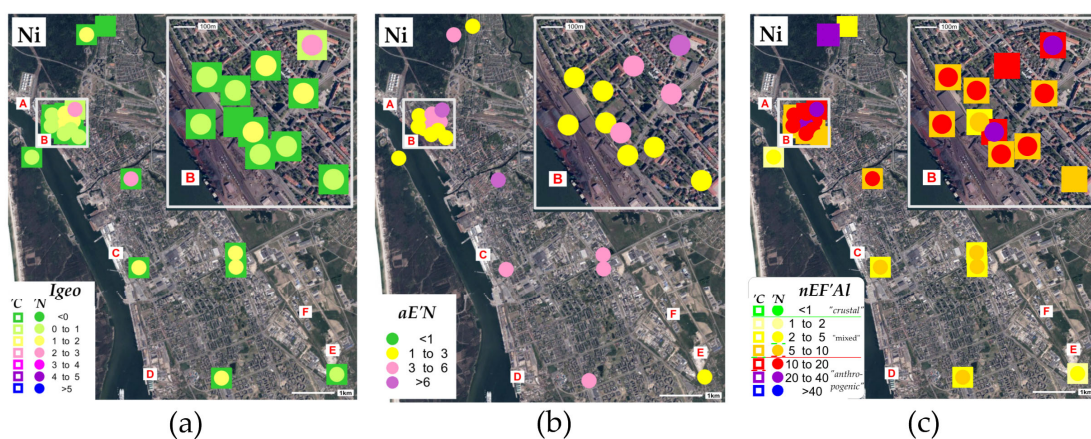 Ni
100m
A
B
B
C
D
E
F
Igeo
'C 'N
<0
0 to 1
1 to 2
2 to 3
3 to 4
4 to 5
>5
1km
(a)
Ni
100m
A
B
B
C
D
E
F
aE'N
<1
1 to 3
3 to 6
>6
1km
(b)
Ni
100m
A
B
B
C
D
E
F
nEF'Al
'C 'N
<1 "crustal"
1 to 2
2 to 5 "mixed"
5 to 10
10 to 20
20 to 40 "anthro-
>40 pogenic"
1km
(c)